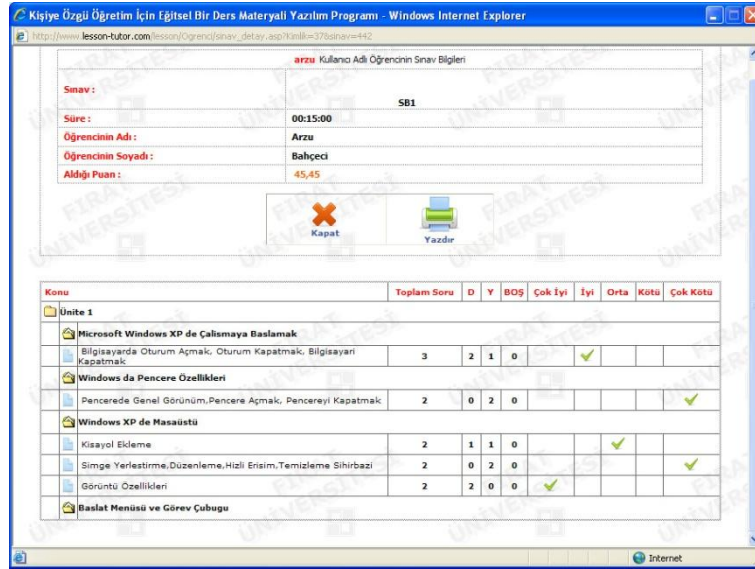 Kişiye Özgü Öğretim İçin Eğitsel Bir Ders Materyali Yazılım Programı - Windows Internet Explorer
http://www.lesson-tutor.com/lesson/Ogrenci/sinav_detay.asp?Kimlik=37&sinav=442
arzu Kullanıcı Adlı Öğrencinin Sınav Bilgileri
Sınav :
SB1
Süre : 00:15:00
Öğrencinin Adı : Arzu
Öğrencinin Soyadı : Bahçeci
Aldığı Puan : 45,45
Kapat Yazdır
Konu Toplam Soru D Y BOŞ Çok İyi İyi Orta Kötü Çok Kötü
Ünite 1
Microsoft Windows XP de Çalismaya Baslamak
Bilgisayarda Oturum Açmak, Oturum Kapatmak, Bilgisayari
Kapatmak 3 2 1 0
Windows da Pencere Özellikleri
Pencerede Genel Görünüm,Pencere Açmak, Pencereyi Kapatmak 2 0 2 0
Windows XP de Masaüstü
Kisayol Ekleme 2 1 1 0
Simge Yerlestirme,Düzenleme,Hizli Erisim,Temizleme Sihirbazi 2 0 2 0
Görüntü Özellikleri 2 2 0 0
Baslat Menüsü ve Görev Çubugu
Internet
FIRAT ÜNİVERSİTESİ